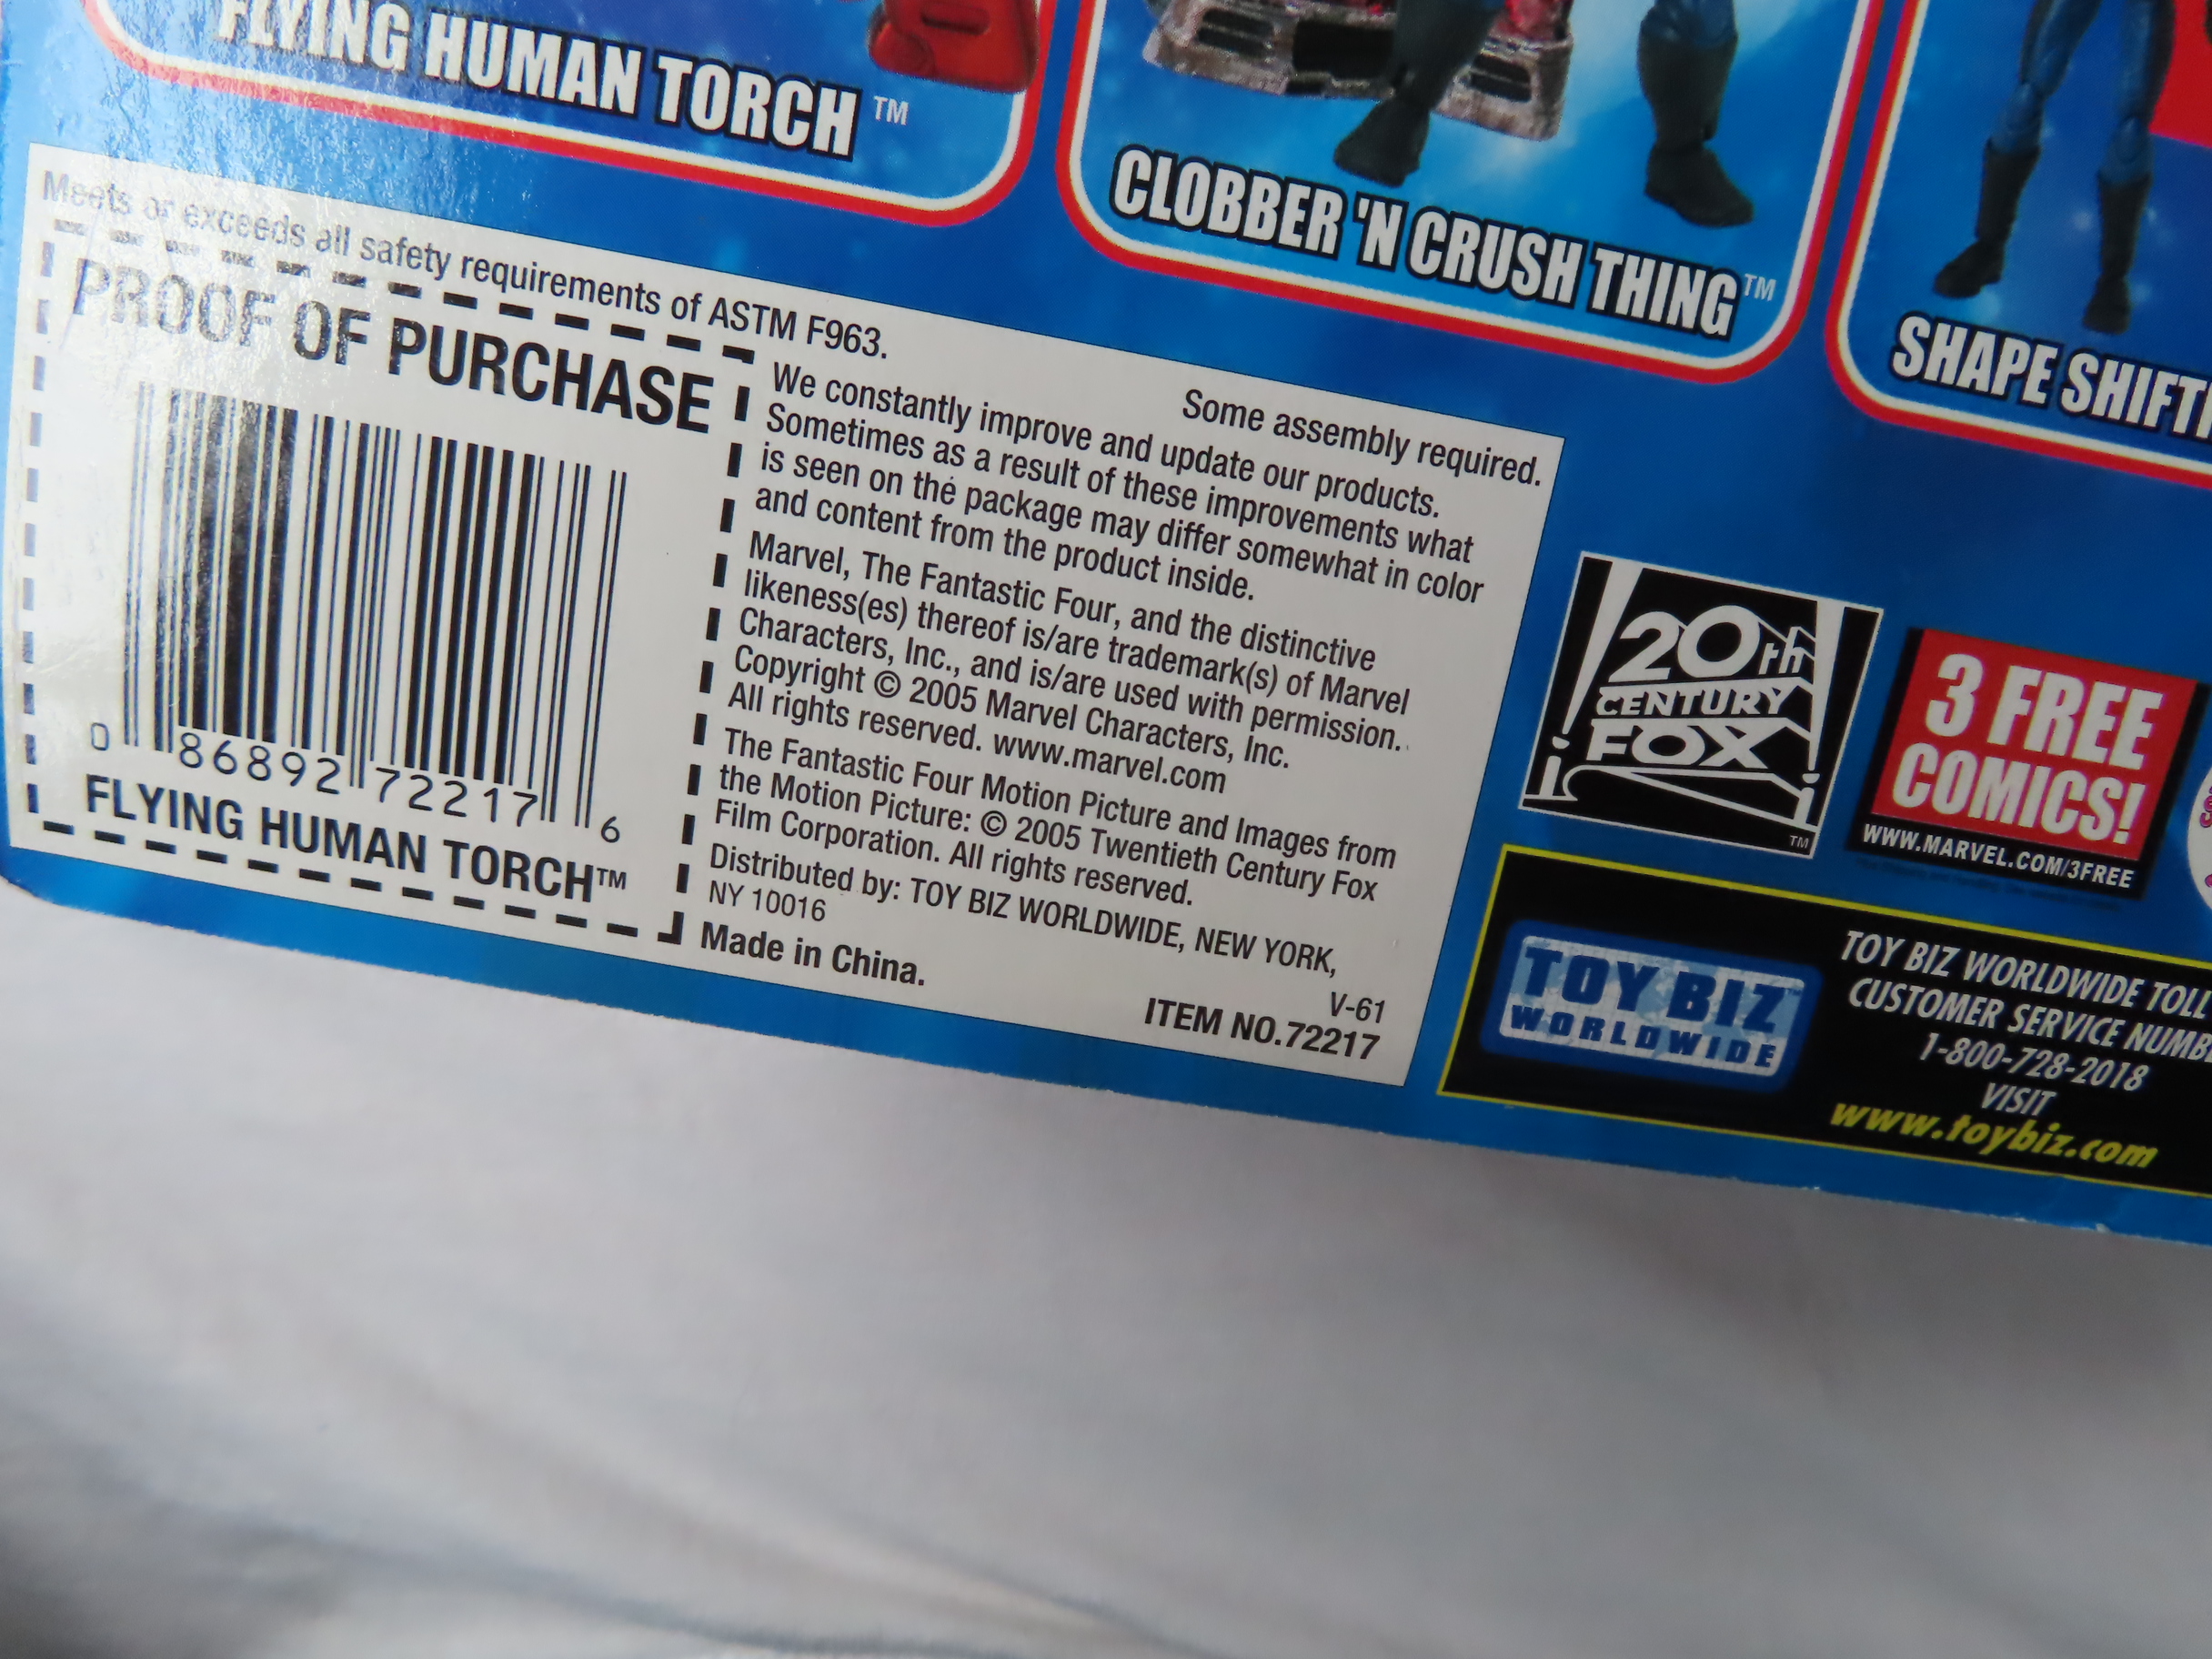 FLYING HUMAN TORCH ™
CLOBBER 'N CRUSH THING™
Meets or exceeds all safety requirements of ASTM F963.
Some assembly required.
PROOF OF PURCHASE
0 86892 72217 6
FLYING HUMAN TORCH™
We constantly improve and update our products.
Sometimes as a result of these improvements what
is seen on the package may differ somewhat in color
and content from the product inside.
Marvel, The Fantastic Four, and the distinctive
likeness(es) thereof is/are trademark(s) of Marvel
Characters, Inc., and is/are used with permission.
Copyright © 2005 Marvel Characters, Inc.
All rights reserved. www.marvel.com
The Fantastic Four Motion Picture and Images from
the Motion Picture: © 2005 Twentieth Century Fox
Film Corporation. All rights reserved.
Distributed by: TOY BIZ WORLDWIDE, NEW YORK,
NY 10016
Made in China.
V-61
ITEM NO.72217
SHAPE
20th
CENTURY
FOX
TM
3 FREE
COMICS!
WWW.MARVEL.COM/3FREE
TOY BIZ™
WORLDWIDE
TOY BIZ WORLDWIDE TOLL
CUSTOMER SERVICE
1-800-728-2018
VISIT
www.toybiz.com